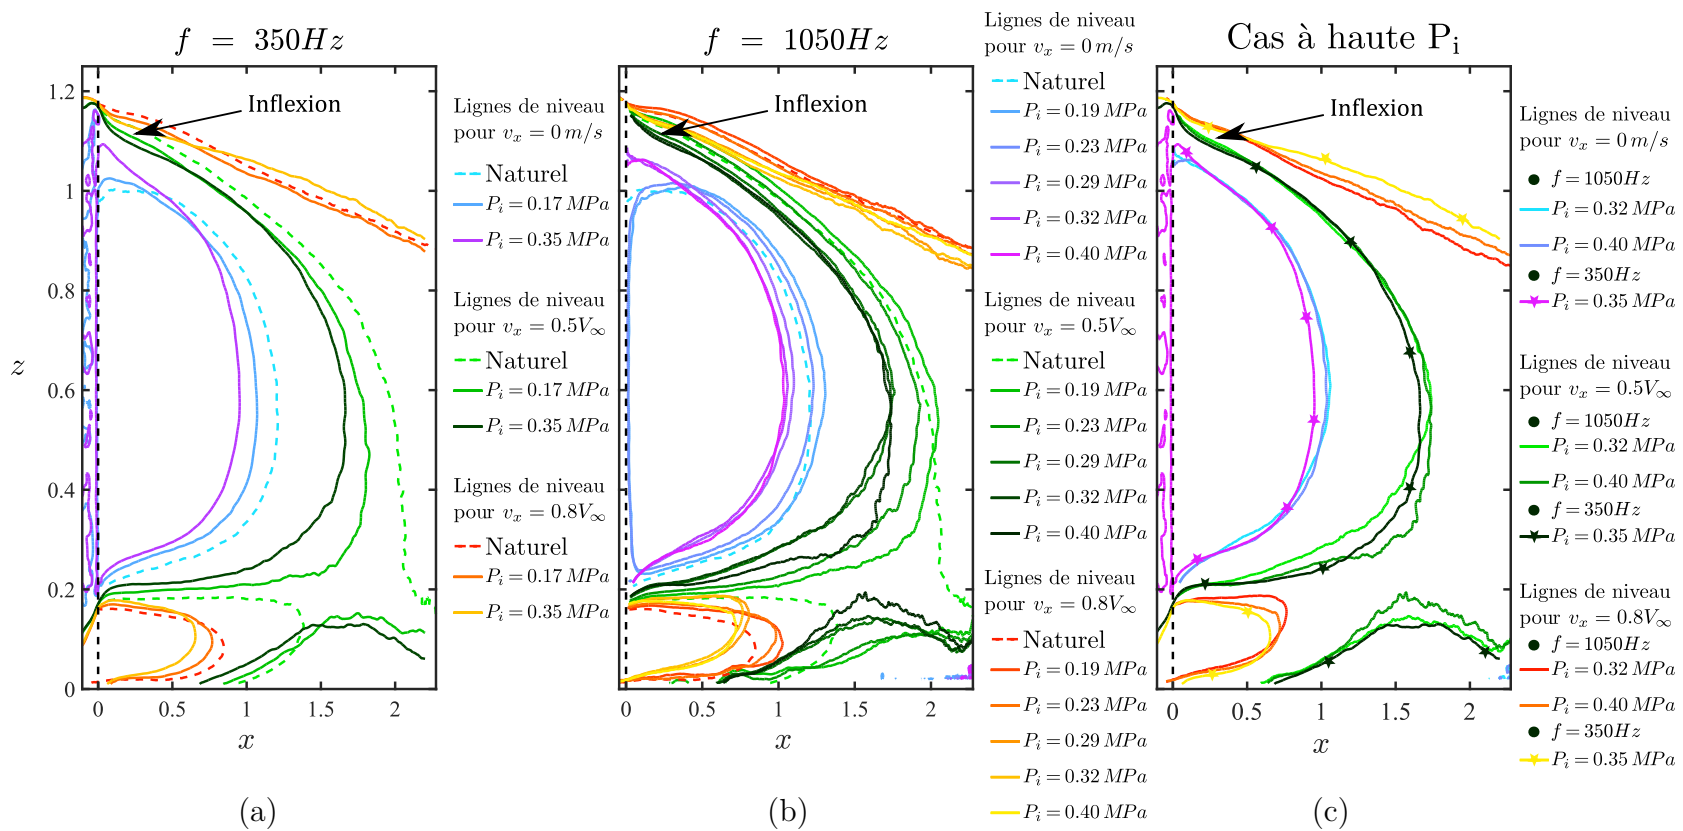 f = 350Hz
Inflexion
1.2
1
0.8
0.6
0.4
0.2
0
z
0
0.5
1
1.5
2
x
(a)
Lignes de niveau
pour vₓ = 0 m/s
Naturel
Pᵢ = 0.17 MPa
Pᵢ = 0.35 MPa
Lignes de niveau
pour vₓ = 0.5V∞
Naturel
Pᵢ = 0.17 MPa
Pᵢ = 0.35 MPa
Lignes de niveau
pour vₓ = 0.8V∞
Naturel
Pᵢ = 0.17 MPa
Pᵢ = 0.35 MPa
f = 1050Hz
Inflexion
0
0.5
1
1.5
2
x
(b)
Lignes de niveau
pour vₓ = 0 m/s
Naturel
Pᵢ = 0.19 MPa
Pᵢ = 0.23 MPa
Pᵢ = 0.29 MPa
Pᵢ = 0.32 MPa
Pᵢ = 0.40 MPa
Lignes de niveau
pour vₓ = 0.5V∞
Naturel
Pᵢ = 0.19 MPa
Pᵢ = 0.23 MPa
Pᵢ = 0.29 MPa
Pᵢ = 0.32 MPa
Pᵢ = 0.40 MPa
Lignes de niveau
pour vₓ = 0.8V∞
Naturel
Pᵢ = 0.19 MPa
Pᵢ = 0.23 MPa
Pᵢ = 0.29 MPa
Pᵢ = 0.32 MPa
Pᵢ = 0.40 MPa
Cas à haute Pᵢ
Inflexion
0
0.5
1
1.5
2
x
(c)
Lignes de niveau
pour vₓ = 0 m/s
f = 1050Hz
Pᵢ = 0.32 MPa
Pᵢ = 0.40 MPa
f = 350Hz
Pᵢ = 0.35 MPa
Lignes de niveau
pour vₓ = 0.5V∞
f = 1050Hz
Pᵢ = 0.32 MPa
Pᵢ = 0.40 MPa
f = 350Hz
Pᵢ = 0.35 MPa
Lignes de niveau
pour vₓ = 0.8V∞
f = 1050Hz
Pᵢ = 0.32 MPa
Pᵢ = 0.40 MPa
f = 350Hz
Pᵢ = 0.35 MPa